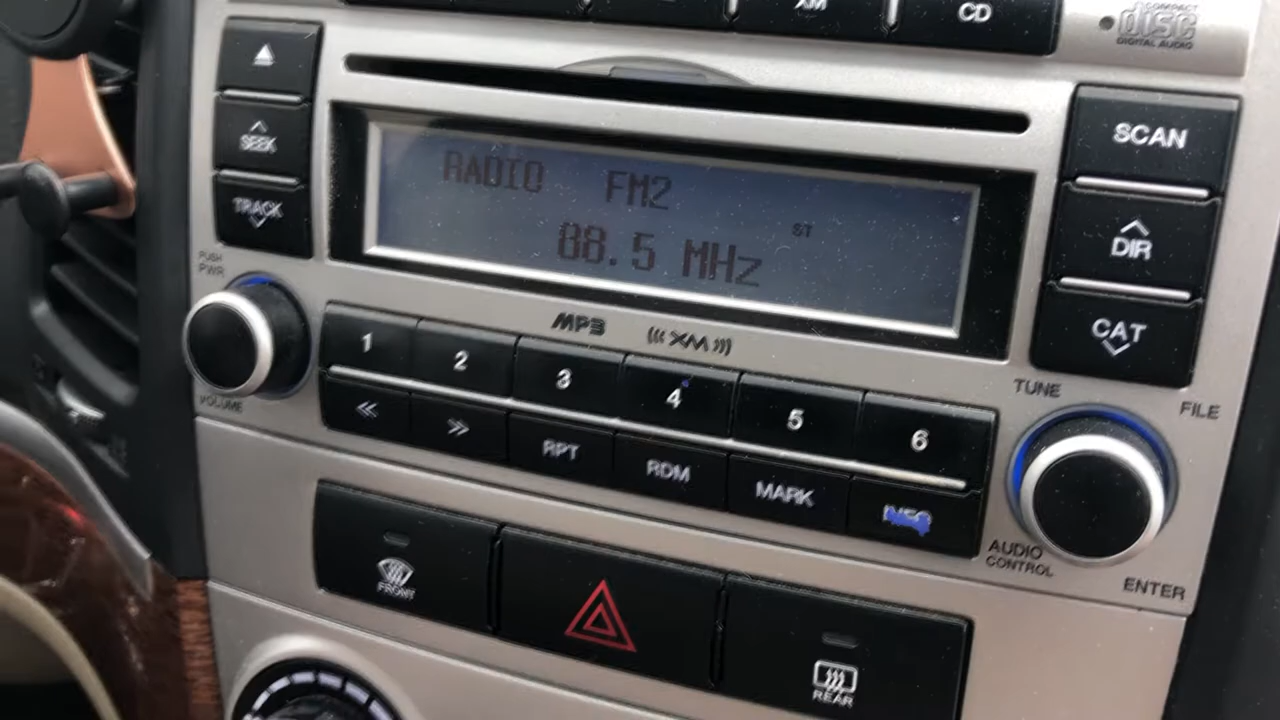 XM
CD
COMPACT
disc
DIGITAL AUDIO
SEEK
TRACK
SCAN
DIR
CAT
RADIO FM2
88.5 MHz
ST
PUSH
PWR
VOLUME
MP3 XM
1 2 3 4 5 6
RPT RDM MARK
TUNE
FILE
AUDIO
CONTROL
ENTER
FRONT
REAR